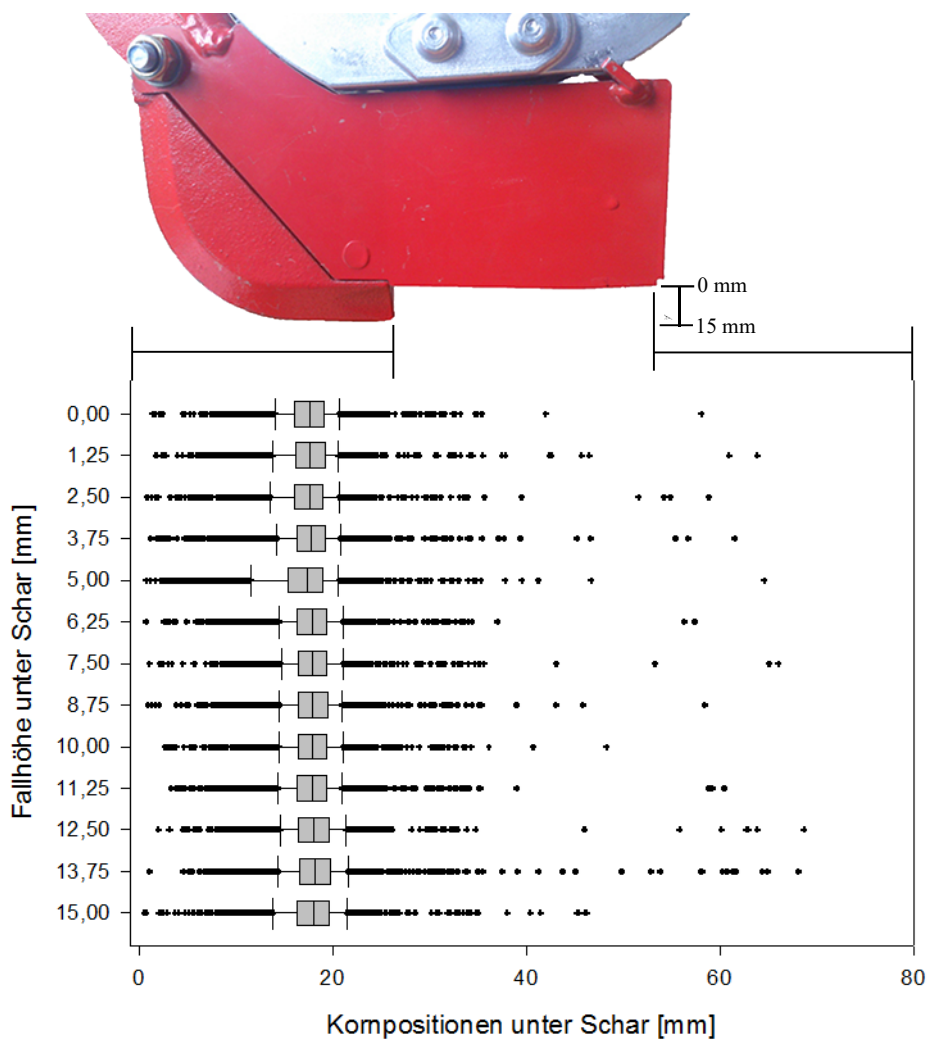 0 mm
15 mm
0,00
1,25
2,50
3,75
5,00
6,25
7,50
8,75
10,00
11,25
12,50
13,75
15,00
Fallhöhe unter Schar [mm]
0 20 40 60 80
Kornpositionen unter Schar [mm]